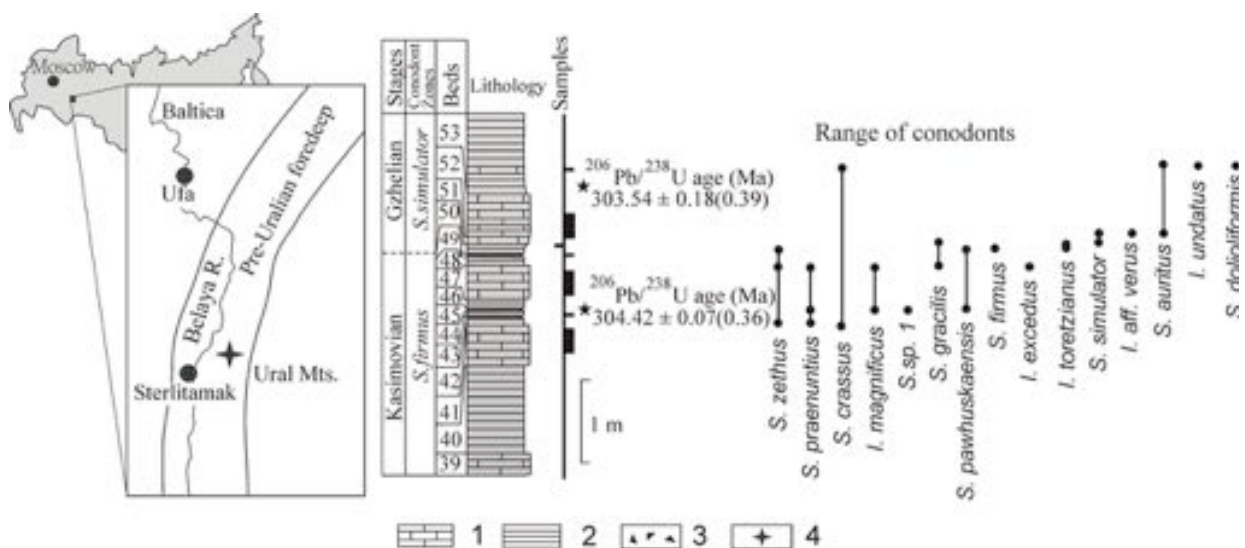 Moscow
Baltica
Ufa
Pre-Uralian foredeep
Belaya R.
Sterlitamak
Ural Mts.
Stages
Conodont
Zones
Beds
Lithology
Samples
Gzhelian
S.simulator
Kasimovian
S.firmus
53
52
51
50
49
48
47
46
45
44
43
42
41
40
39
206Pb/238U age (Ma)
303.54 ± 0.18(0.39)
206Pb/238U age (Ma)
304.42 ± 0.07(0.36)
1 m
Range of conodonts
S. zethus
S. praenuntius
S. crassus
I. magnificus
S.sp. 1
S. gracilis
S. pawhuskaensis
S. firmus
I. excedus
I. toretzianus
S. simulator
I. aff. verus
S. auritus
I. undatus
S. dolioliformis
1
2
3
4